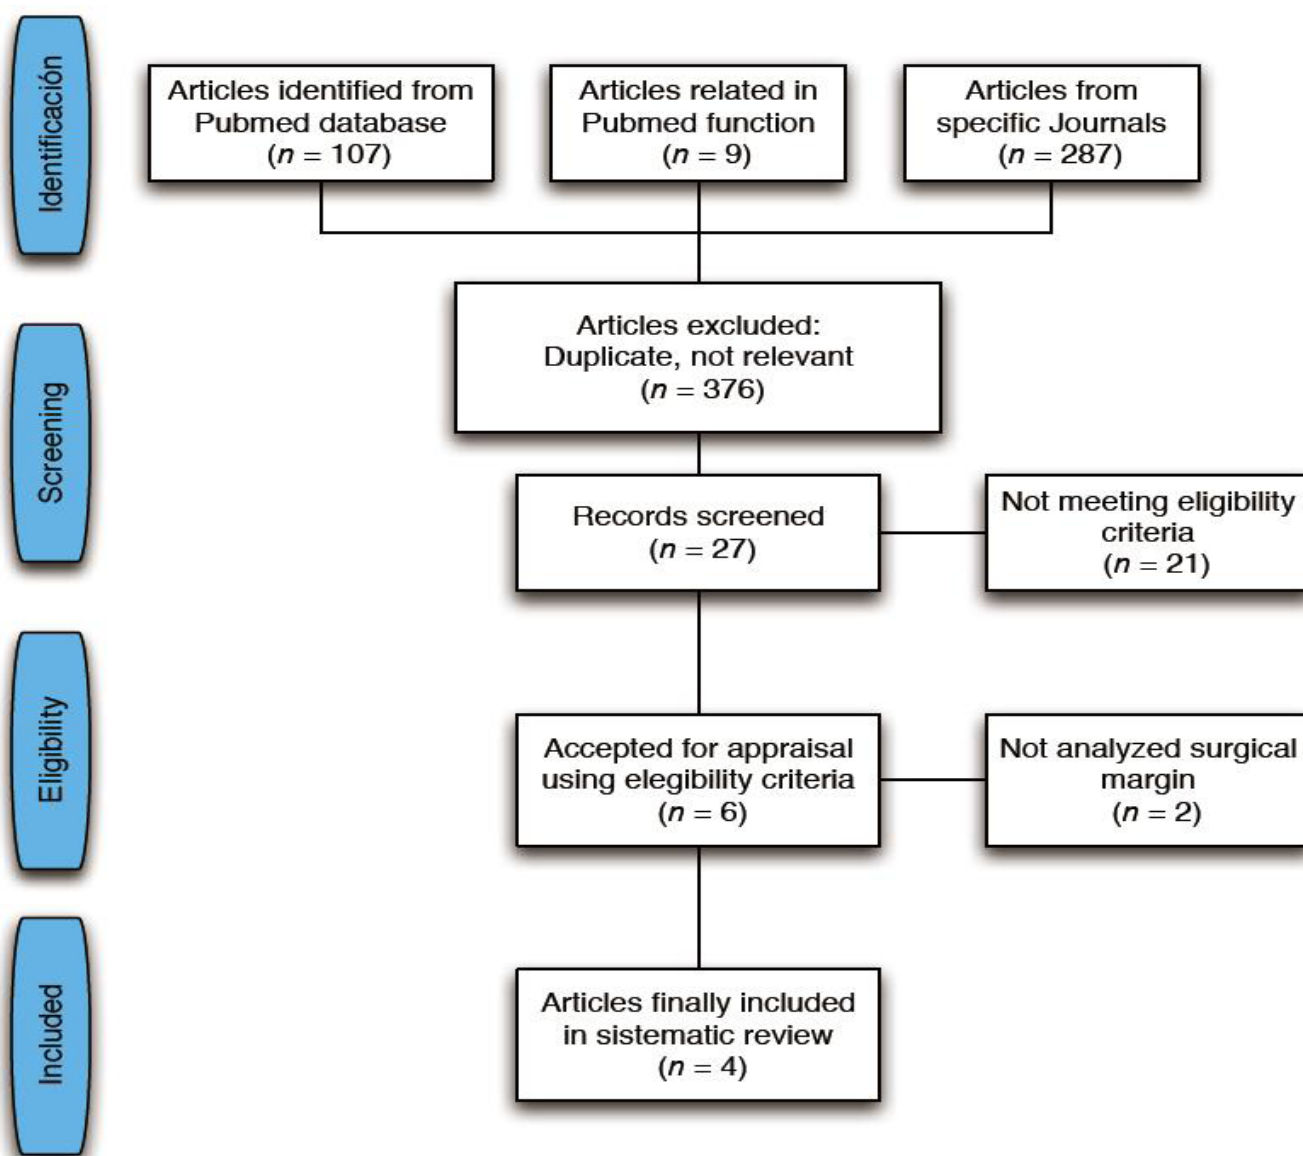 Identificación
Articles identified from
Pubmed database
(n = 107)
Articles related in
Pubmed function
(n = 9)
Articles from
specific Journals
(n = 287)
Screening
Articles excluded:
Duplicate, not relevant
(n = 376)
Records screened
(n = 27)
Not meeting eligibility
criteria
(n = 21)
Eligibility
Accepted for appraisal
using elegibility criteria
(n = 6)
Not analyzed surgical
margin
(n = 2)
Included
Articles finally included
in sistematic review
(n = 4)